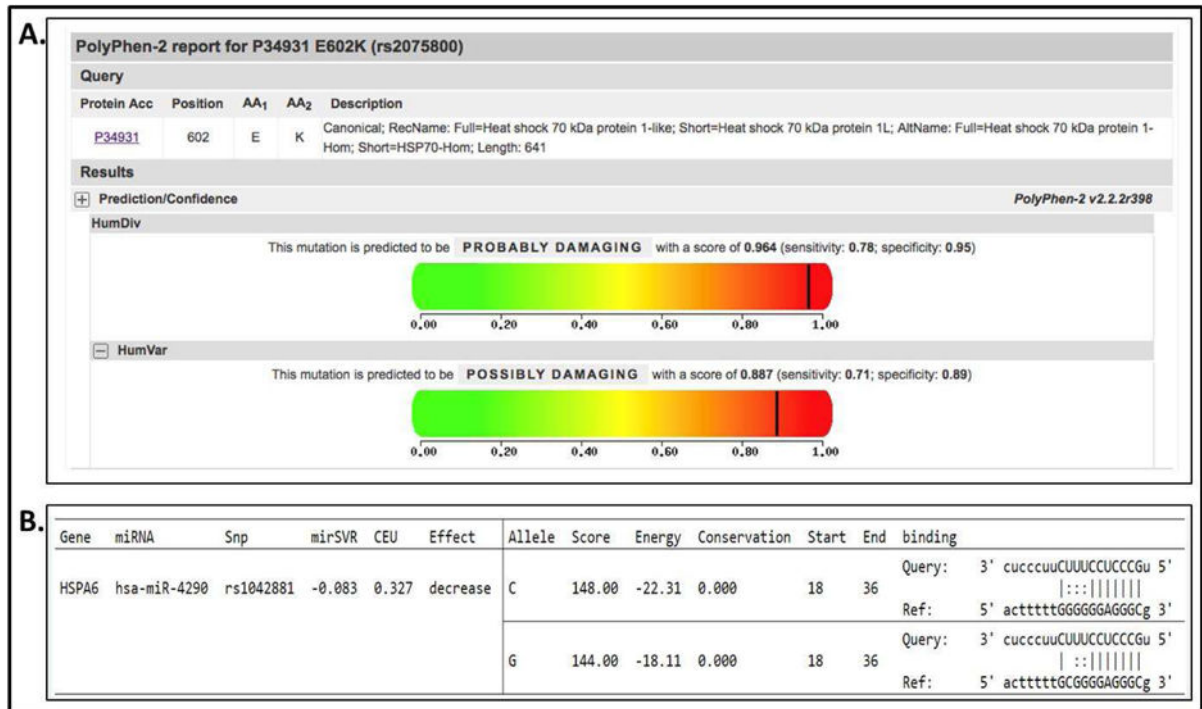 A.
PolyPhen-2 report for P34931 E602K (rs2075800)
Query
Protein Acc Position AA1 AA2 Description
P34931 602 E K Canonical; RecName: Full=Heat shock 70 kDa protein 1-like; Short=Heat shock 70 kDa protein 1L; AltName: Full=Heat shock 70 kDa protein 1-
Hom; Short=HSP70-Hom; Length: 641
Results
+ Prediction/Confidence PolyPhen-2 v2.2.2r398
HumDiv
This mutation is predicted to be PROBABLY DAMAGING with a score of 0.964 (sensitivity: 0.78; specificity: 0.95)
0.00 0.20 0.40 0.60 0.80 1.00
− HumVar
This mutation is predicted to be POSSIBLY DAMAGING with a score of 0.887 (sensitivity: 0.71; specificity: 0.89)
0.00 0.20 0.40 0.60 0.80 1.00
B.
Gene miRNA Snp mirSVR CEU Effect Allele Score Energy Conservation Start End binding
Query: 3' cucccuuCUUUCCUCCCGu 5'
HSPA6 hsa-miR-4290 rs1042881 -0.083 0.327 decrease C 148.00 -22.31 0.000 18 36 |:::|||||||
Ref: 5' actttttGGGGGGAGGGCg 3'
Query: 3' cucccuuCUUUCCUCCCGu 5'
G 144.00 -18.11 0.000 18 36 | ::|||||||
Ref: 5' actttttGCGGGGAGGGCg 3'